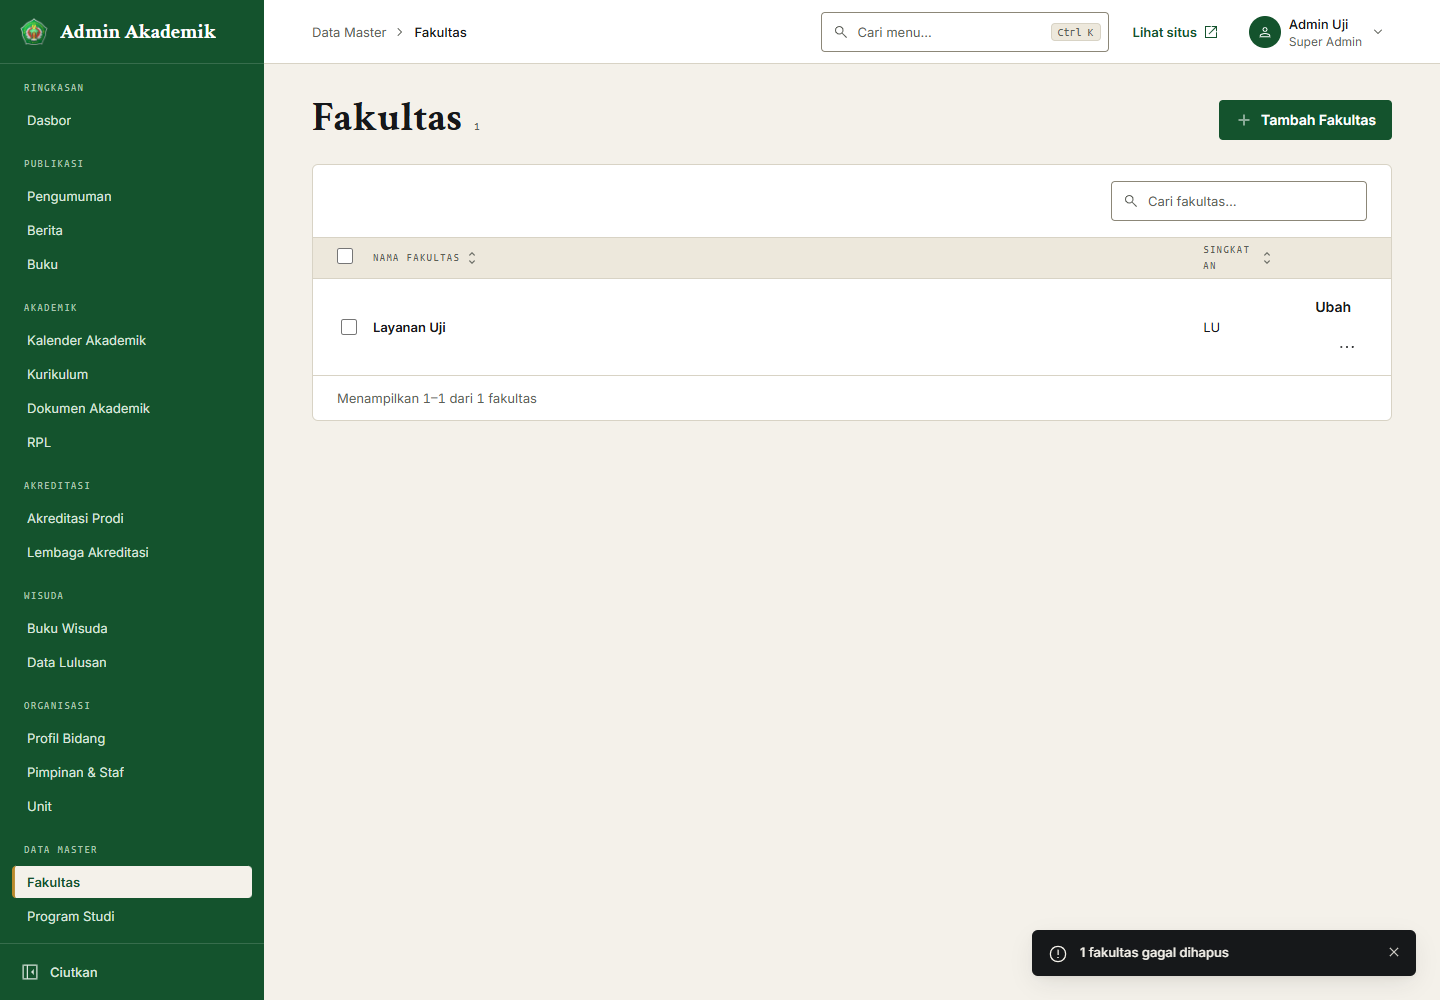 Admin Akademik
RINGKASAN
Dasbor
PUBLIKASI
Pengumuman
Berita
Buku
AKADEMIK
Kalender Akademik
Kurikulum
Dokumen Akademik
RPL
AKREDITASI
Akreditasi Prodi
Lembaga Akreditasi
WISUDA
Buku Wisuda
Data Lulusan
ORGANISASI
Profil Bidang
Pimpinan & Staf
Unit
DATA MASTER
Fakultas
Program Studi
Ciutkan
Data Master > Fakultas
Cari menu... Ctrl K
Lihat situs
Admin Uji
Super Admin
Fakultas 1
+ Tambah Fakultas
Cari fakultas...
NAMA FAKULTAS
SINGKAT
AN
Layanan Uji
LU
Ubah
...
Menampilkan 1–1 dari 1 fakultas
1 fakultas gagal dihapus